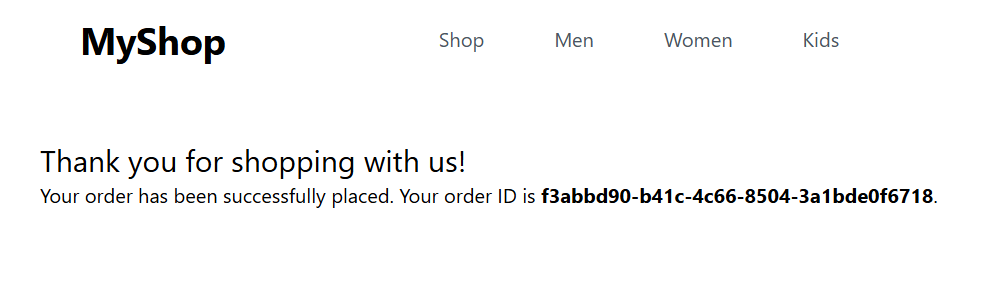 MyShop Shop Men Women Kids
Thank you for shopping with us!
Your order has been successfully placed. Your order ID is f3abbd90-b41c-4c66-8504-3a1bde0f6718.